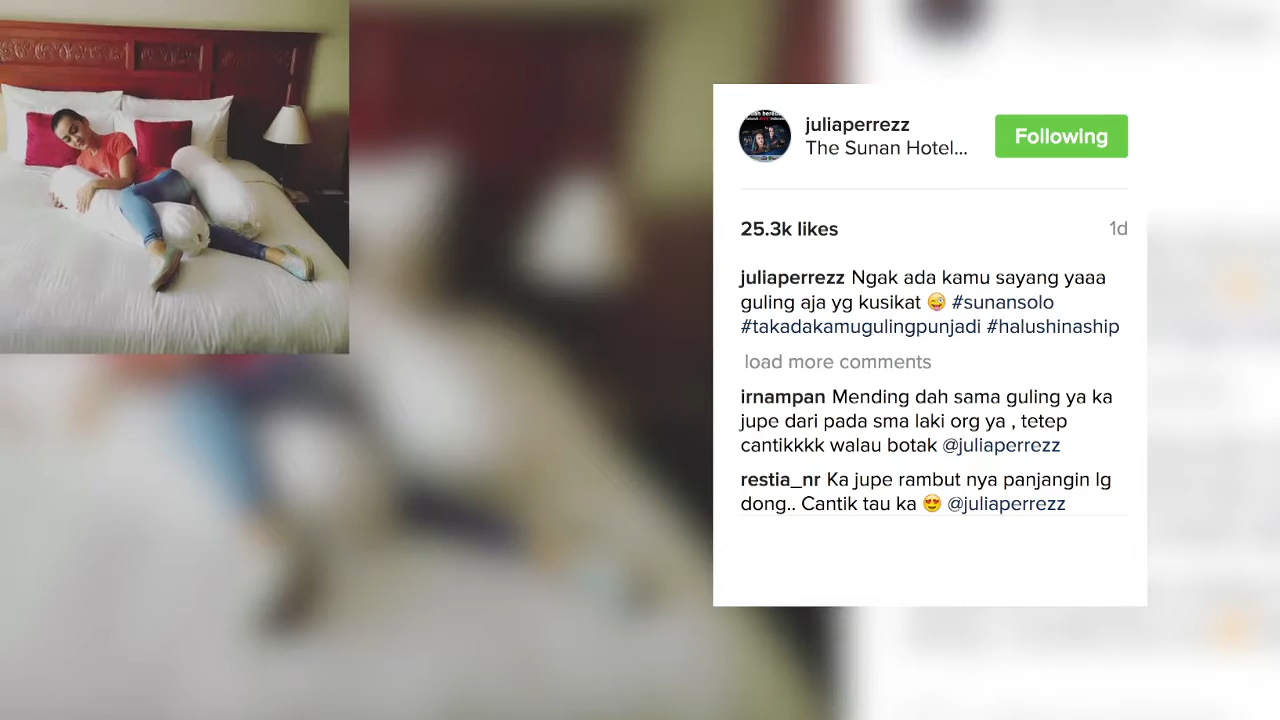 juliaperrezz
The Sunan Hotel...
Following
25.3k likes
1d
juliaperrezz Ngak ada kamu sayang yaaa
guling aja yg kusikat 😜 #sunansolo
#takadakamugulingpunjadi #halushinaship
load more comments
irnampan Mending dah sama guling ya ka
jupe dari pada sma laki org ya , tetep
cantikkkk walau botak @juliaperrezz
restia_nr Ka jupe rambut nya panjangin lg
dong.. Cantik tau ka 😍 @juliaperrezz